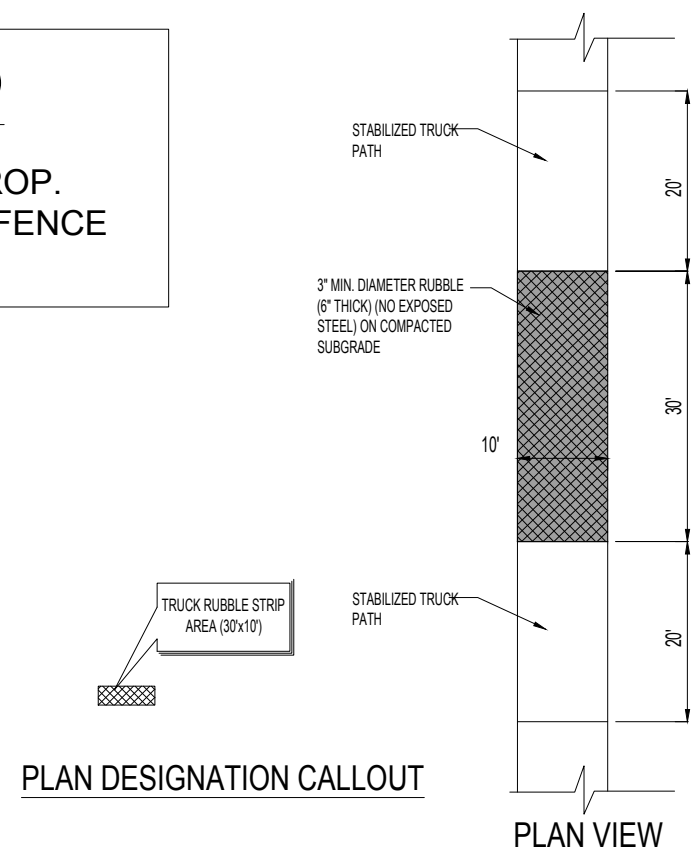 ROP.
FENCE
STABILIZED TRUCK
PATH
20'
3" MIN. DIAMETER RUBBLE
(6" THICK) (NO EXPOSED
STEEL) ON COMPACTED
SUBGRADE
30'
10'
TRUCK RUBBLE STRIP
AREA (30'x10')
STABILIZED TRUCK
PATH
20'
PLAN DESIGNATION CALLOUT
PLAN VIEW